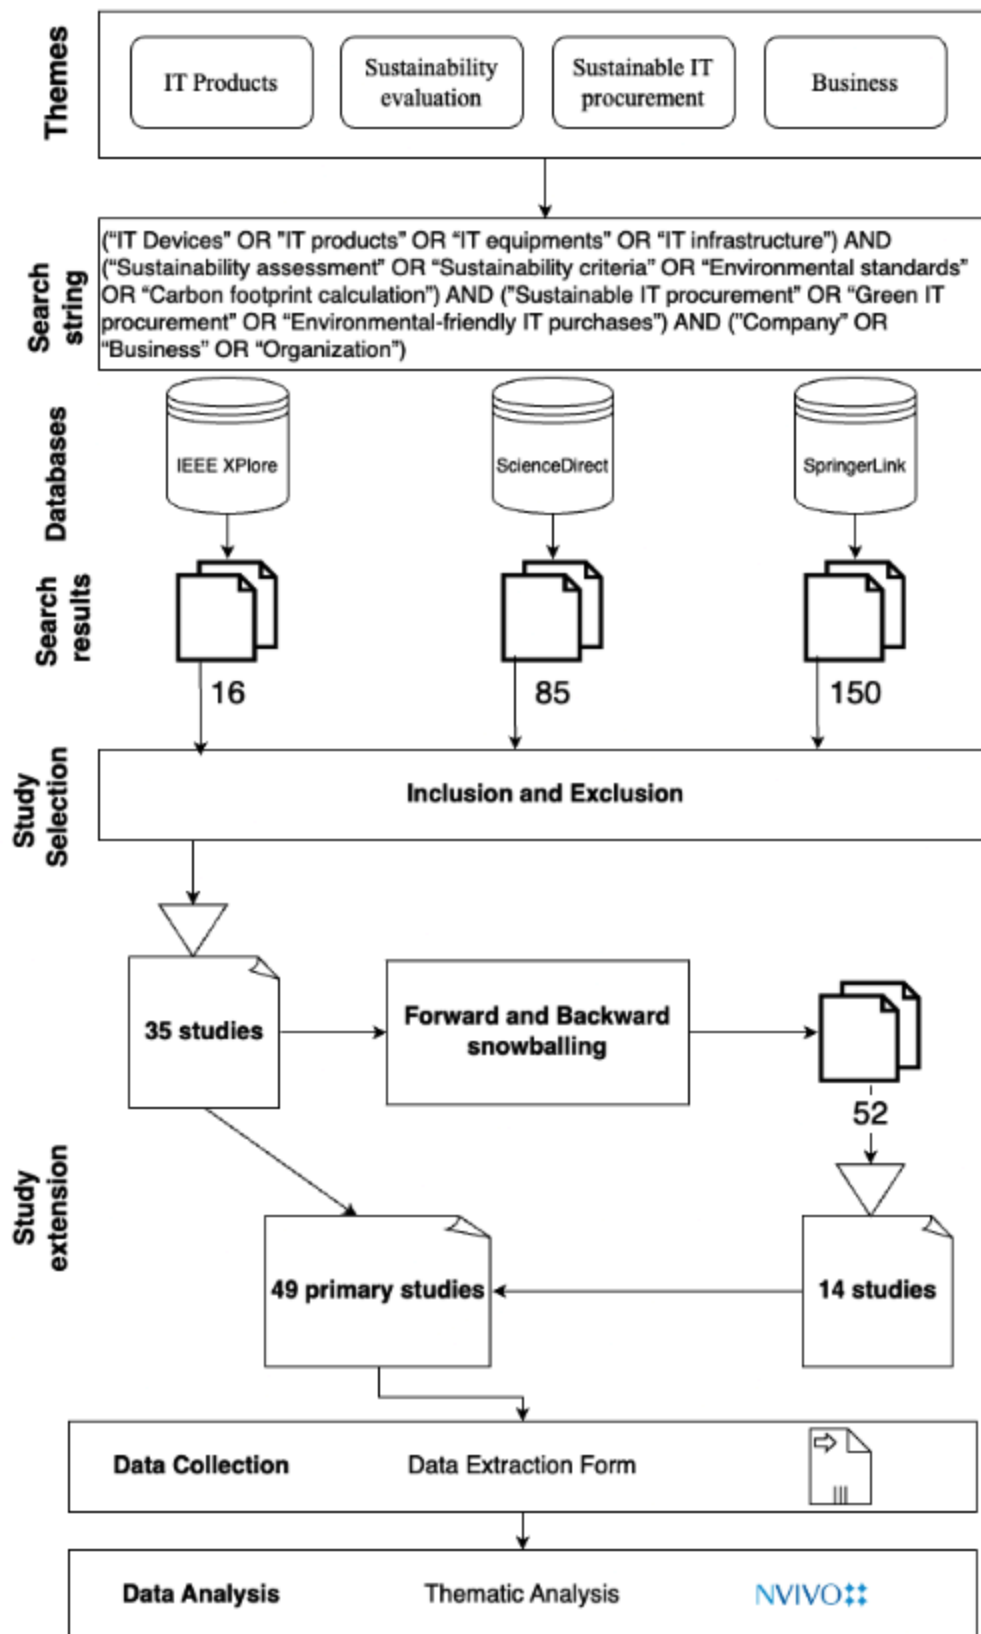 Themes
IT Products
Sustainability
evaluation
Sustainable IT
procurement
Business
Search
string
(“IT Devices” OR ”IT products” OR “IT equipments” OR “IT infrastructure”) AND
(“Sustainability assessment” OR “Sustainability criteria” OR “Environmental standards”
OR “Carbon footprint calculation”) AND (”Sustainable IT procurement” OR “Green IT
procurement” OR “Environmental-friendly IT purchases”) AND (”Company” OR
“Business” OR “Organization”)
Databases
IEEE XPlore
ScienceDirect
SpringerLink
Search
results
16
85
150
Study
Selection
Inclusion and Exclusion
35 studies
Forward and Backward
snowballing
52
Study
extension
49 primary studies
14 studies
Data Collection
Data Extraction Form
Data Analysis
Thematic Analysis
NVIVO